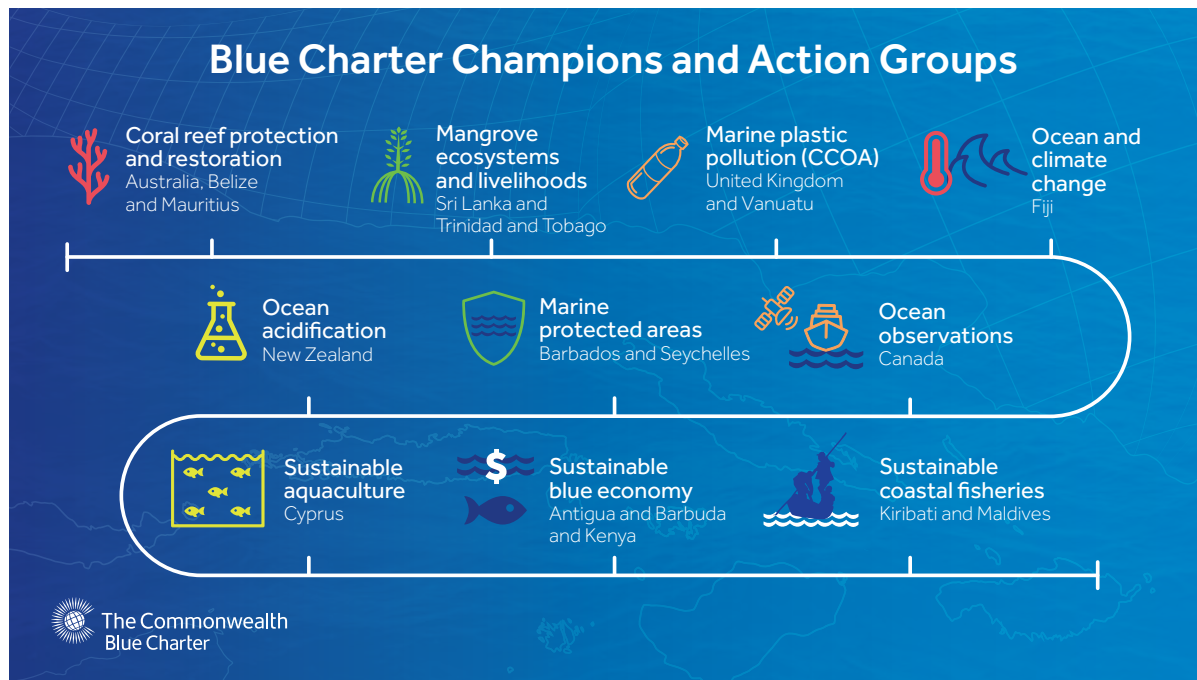 Blue Charter Champions and Action Groups
Coral reef protection
and restoration
Australia, Belize
and Mauritius
Mangrove
ecosystems
and livelihoods
Sri Lanka and
Trinidad and Tobago
Marine plastic
pollution (CCOA)
United Kingdom
and Vanuatu
Ocean and
climate
change
Fiji
Ocean
acidification
New Zealand
Marine
protected areas
Barbados and Seychelles
Ocean
observations
Canada
Sustainable
aquaculture
Cyprus
$
Sustainable
blue economy
Antigua and Barbuda
and Kenya
Sustainable
coastal fisheries
Kiribati and Maldives
The Commonwealth
Blue Charter